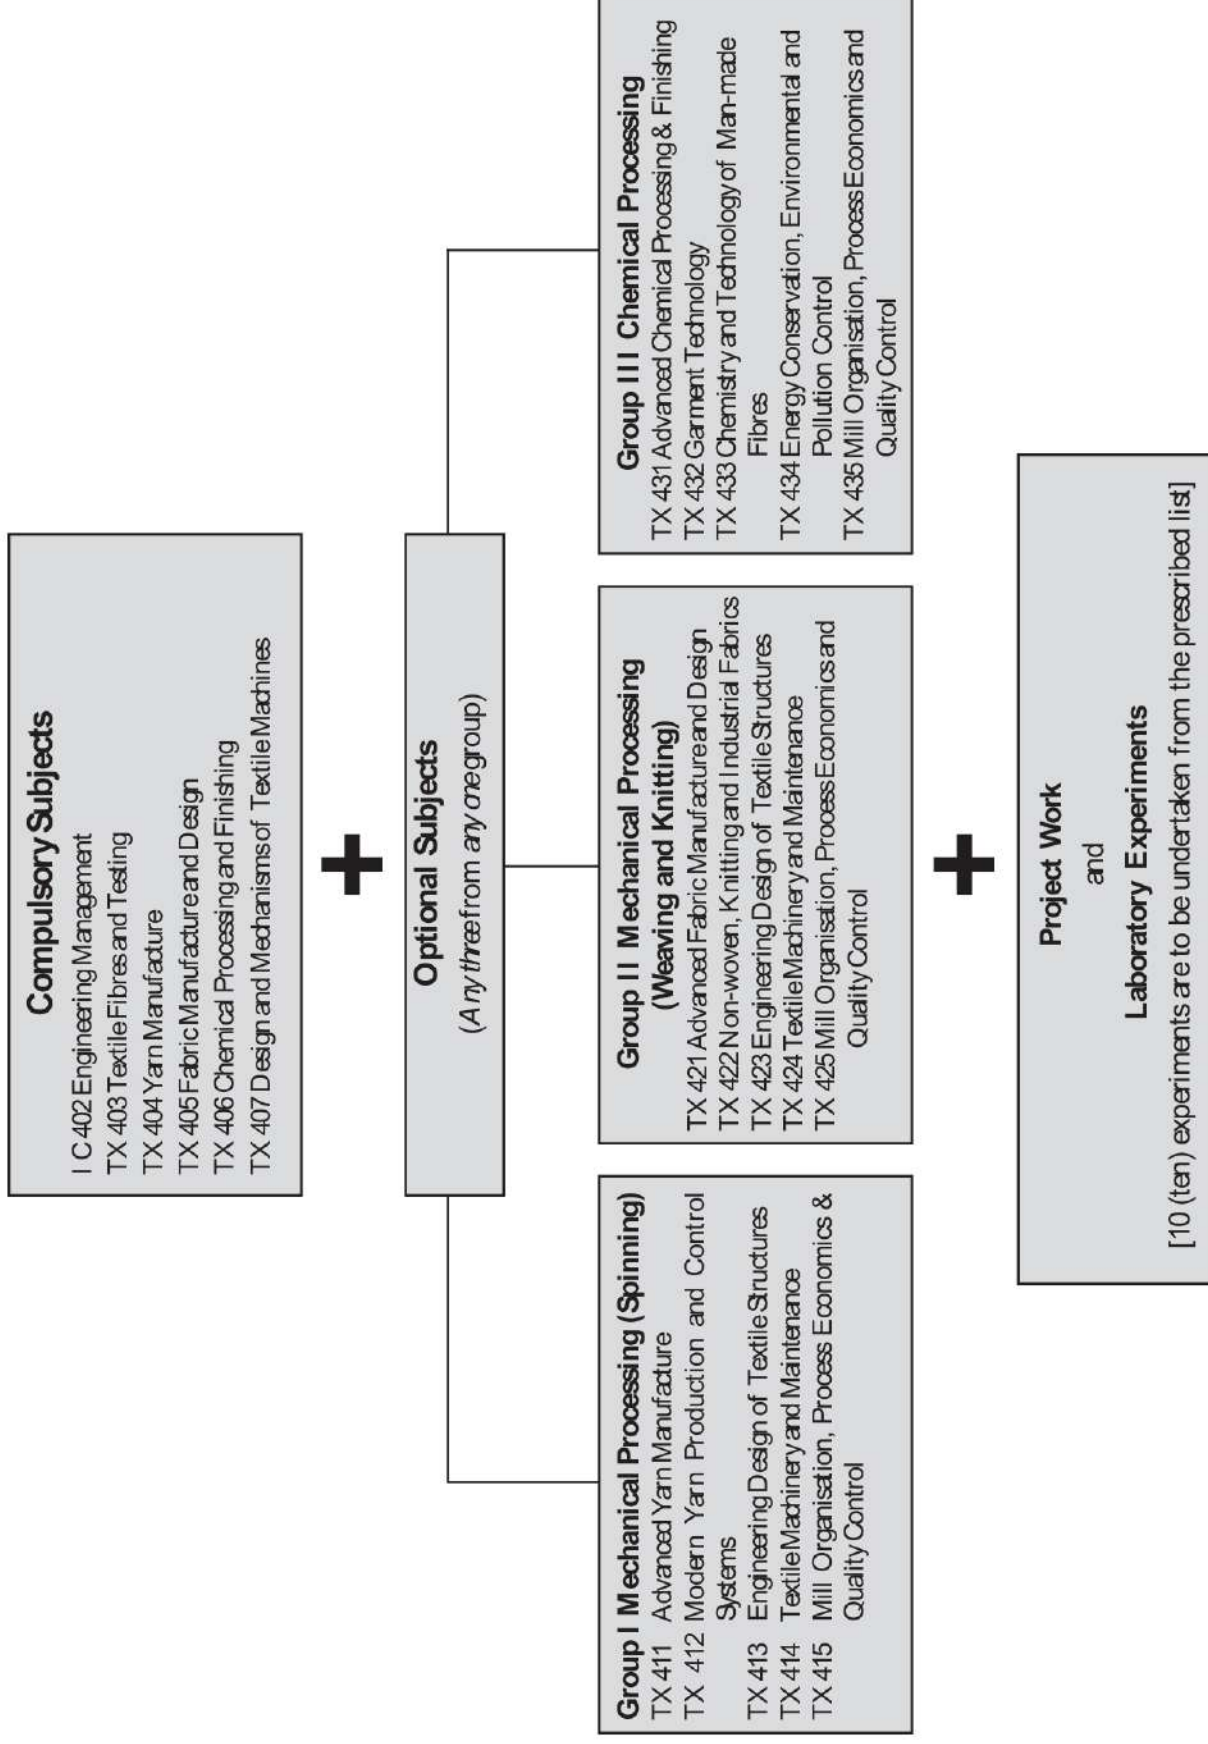 Compulsory Subjects
IC 402 Engineering Management
TX 403 Textile Fibres and Testing
TX 404 Yarn Manufacture
TX 405 Fabric Manufacture and Design
TX 406 Chemical Processing and Finishing
TX 407 Design and Mechanisms of Textile Machines
+
Optional Subjects
(Any three from any one group)
Group I Mechanical Processing (Spinning)
TX 411 Advanced Yarn Manufacture
TX 412 Modern Yarn Production and Control
Systems
TX 413 Engineering Design of Textile Structures
TX 414 Textile Machinery and Maintenance
TX 415 Mill Organisation, Process Economics &
Quality Control
Group II Mechanical Processing
(Weaving and Knitting)
TX 421 Advanced Fabric Manufacture and Design
TX 422 Non-woven, Knitting and Industrial Fabrics
TX 423 Engineering Design of Textile Structures
TX 424 Textile Machinery and Maintenance
TX 425 Mill Organisation, Process Economics and
Quality Control
Group III Chemical Processing
TX 431 Advanced Chemical Processing & Finishing
TX 432 Garment Technology
TX 433 Chemistry and Technology of Man-made
Fibres
TX 434 Energy Conservation, Environmental and
Pollution Control
TX 435 Mill Organisation, Process Economics and
Quality Control
+
Project Work
and
Laboratory Experiments
[10 (ten) experiments are to be undertaken from the prescribed list]